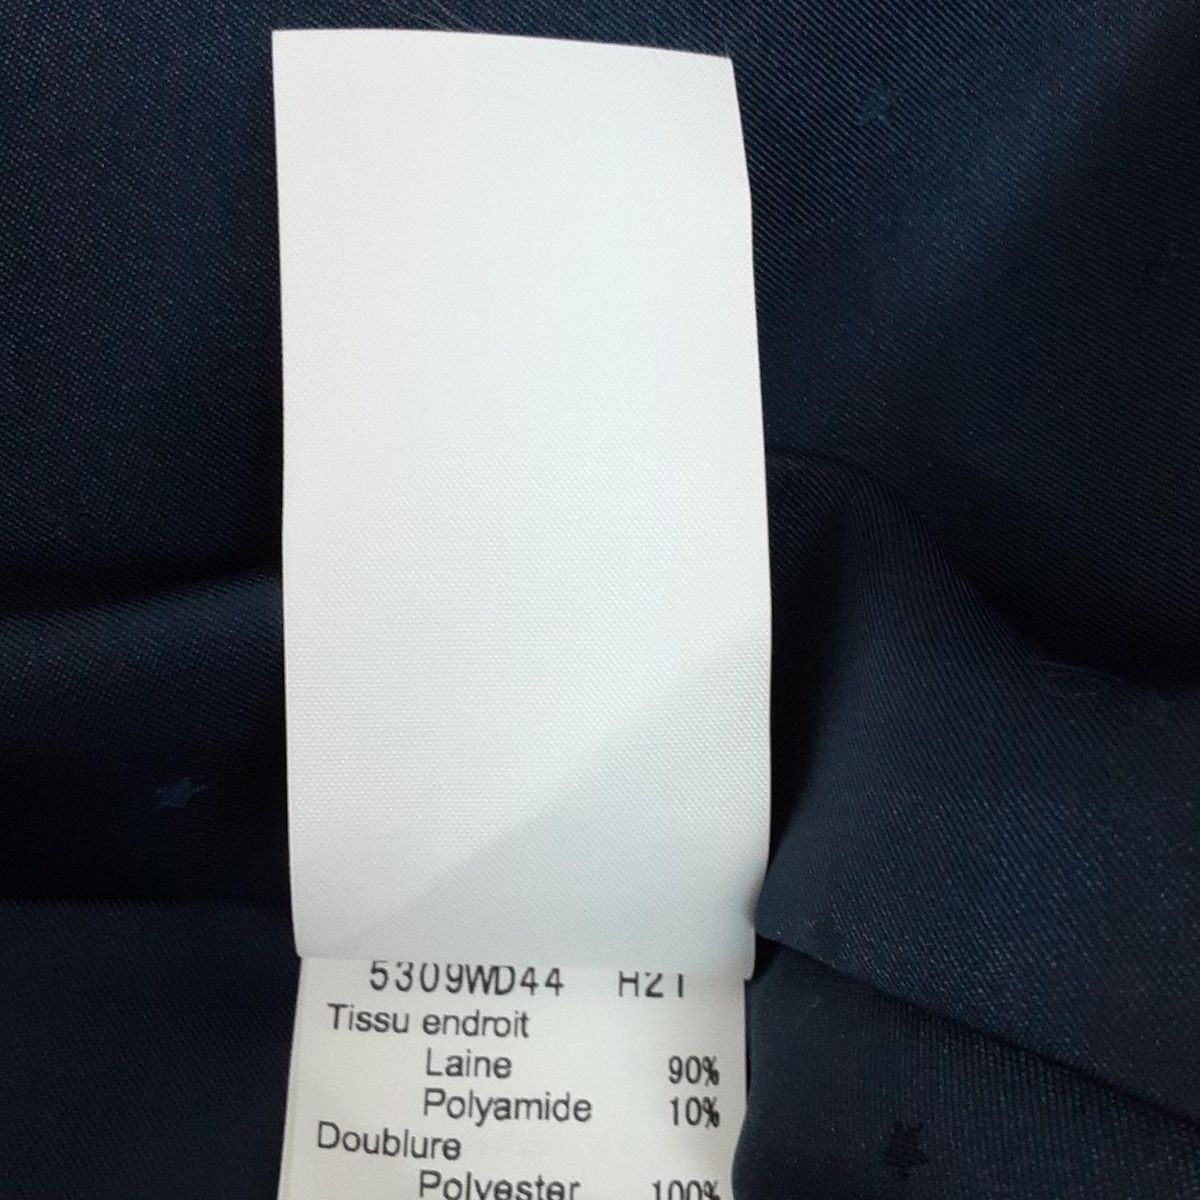 5309WD44 H21
Tissu endroit
Laine 90%
Polyamide 10%
Doublure
Polyester 100%